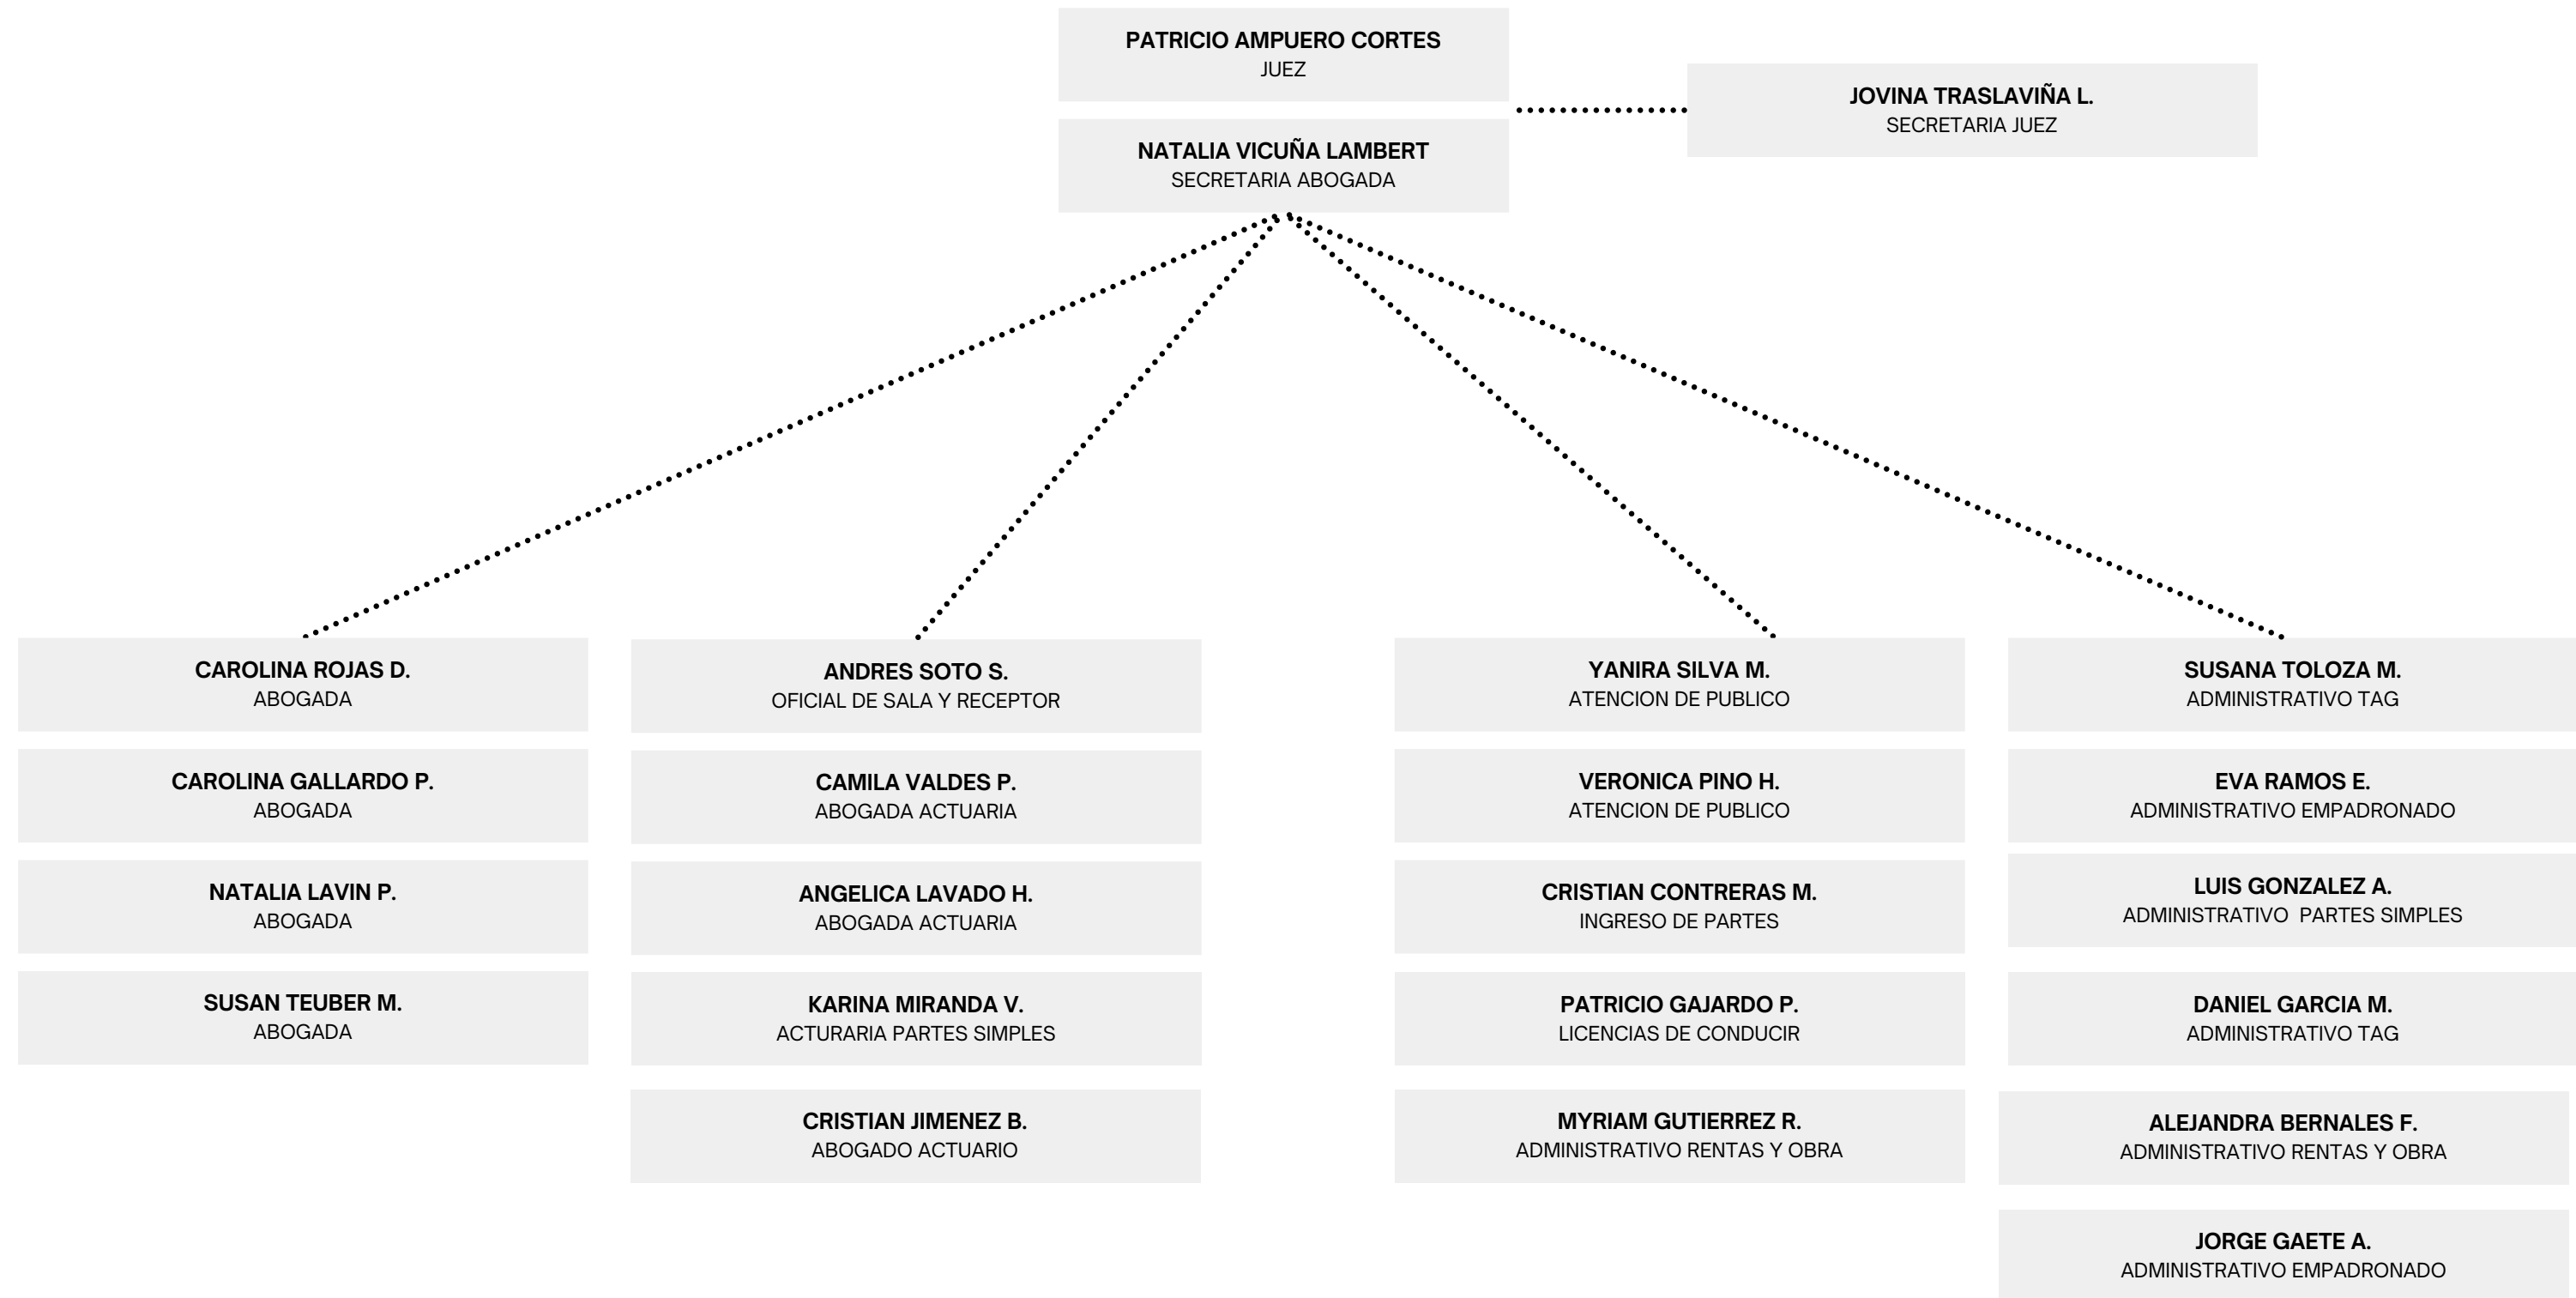 PATRICIO AMPUERO CORTES
JUEZ
NATALIA VICUÑA LAMBERT
SECRETARIA ABOGADA
JOVINA TRASLAVIÑA L.
SECRETARIA JUEZ
CAROLINA ROJAS D.
ABOGADA
CAROLINA GALLARDO P.
ABOGADA
NATALIA LAVIN P.
ABOGADA
SUSAN TEUBER M.
ABOGADA
ANDRES SOTO S.
OFICIAL DE SALA Y RECEPTOR
CAMILA VALDES P.
ABOGADA ACTUARIA
ANGELICA LAVADO H.
ABOGADA ACTUARIA
KARINA MIRANDA V.
ACTURARIA PARTES SIMPLES
CRISTIAN JIMENEZ B.
ABOGADO ACTUARIO
YANIRA SILVA M.
ATENCION DE PUBLICO
VERONICA PINO H.
ATENCION DE PUBLICO
CRISTIAN CONTRERAS M.
INGRESO DE PARTES
PATRICIO GAJARDO P.
LICENCIAS DE CONDUCIR
MYRIAM GUTIERREZ R.
ADMINISTRATIVO RENTAS Y OBRA
SUSANA TOLOZA M.
ADMINISTRATIVO TAG
EVA RAMOS E.
ADMINISTRATIVO EMPADRONADO
LUIS GONZALEZ A.
ADMINISTRATIVO  PARTES SIMPLES
DANIEL GARCIA M.
ADMINISTRATIVO TAG
ALEJANDRA BERNALES F.
ADMINISTRATIVO RENTAS Y OBRA
JORGE GAETE A.
ADMINISTRATIVO EMPADRONADO